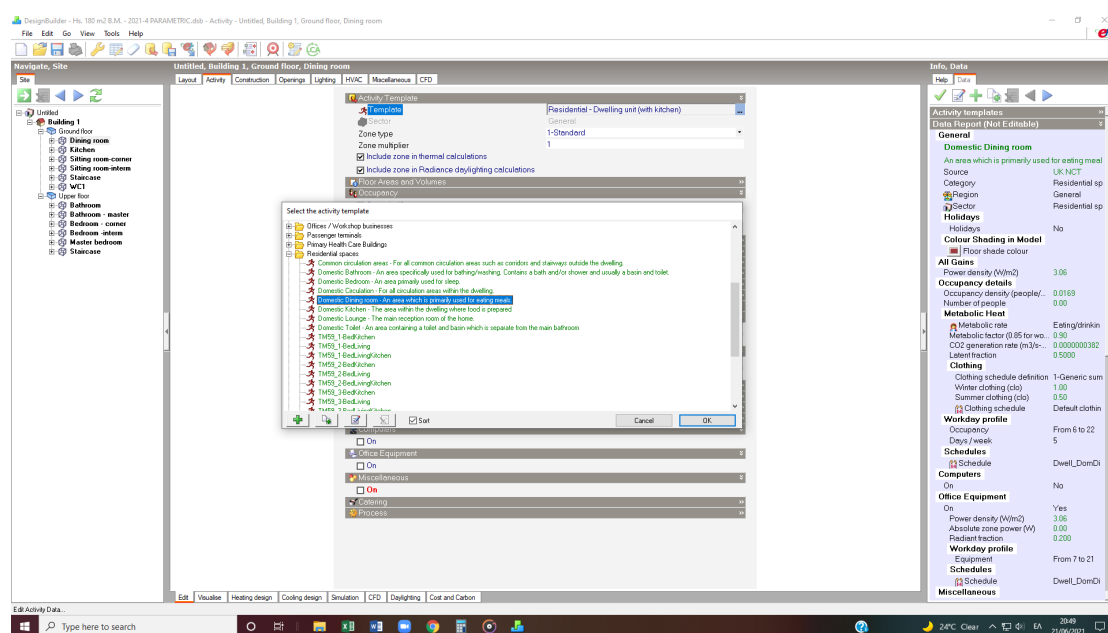 DesignBuilder - Hs. 180 m2 B.M. - 2021-4 PARAMETRIC.dsb - Activity - Untitled, Building 1, Ground floor, Dining room
File Edit Go View Tools Help
Navigate, Site
Site
Untitled
Building 1
Ground floor
Dining room
Kitchen
Sitting room-corner
Sitting room-interm
Staircase
WC1
Upper floor
Bathroom
Bathroom - master
Bedroom - corner
Bedroom -interm
Master bedroom
Staircase
Untitled, Building 1, Ground floor, Dining room
Layout Activity Construction Openings Lighting HVAC Miscellaneous CFD
Activity Template
Template Residential - Dwelling unit (with kitchen)
Sector General
Zone type 1-Standard
Zone multiplier 1
Include zone in thermal calculations
Include zone in Radiance daylighting calculations
Floor Areas and Volumes
Occupancy
Select the activity template
Offices / Workshop businesses
Passenger terminals
Primary Health Care Buildings
Residential spaces
Common circulation areas - For all common circulation areas such as corridors and stairways outside the dwelling.
Domestic Bathroom - An area specifically used for bathing/washing. Contains a bath and/or shower and usually a basin and toilet.
Domestic Bedroom - An area primarily used for sleep.
Domestic Circulation - For all circulation areas within the dwelling.
Domestic Dining room - An area which is primarily used for eating meals.
Domestic Kitchen - The area within the dwelling where food is prepared
Domestic Lounge - The main reception room of the home.
Domestic Toilet - An area containing a toilet and basin which is separate from the main bathroom
TM59_1-BedKitchen
TM59_1-BedLiving
TM59_1-BedLivingKitchen
TM59_2-BedKitchen
TM59_2-BedLiving
TM59_2-BedLivingKitchen
TM59_3-BedKitchen
TM59_3-BedLiving
TM59_3-BedLivingKitchen
Sort
Cancel OK
Computers
On
Office Equipment
On
Miscellaneous
On
Catering
Process
Edit Visualise Heating design Cooling design Simulation CFD Daylighting Cost and Carbon
Info, Data
Help Data
Activity templates
Data Report (Not Editable)
General
Domestic Dining room
An area which is primarily used for eating meal
Source UK NCT
Category Residential sp
Region General
Sector Residential sp
Holidays
Holidays No
Colour Shading in Model
Floor shade colour
All Gains
Power density (W/m2) 3.06
Occupancy details
Occupancy density (people/... 0.0169
Number of people 0.00
Metabolic Heat
Metabolic rate Eating/drinkin
Metabolic factor (0.85 for wo... 0.90
CO2 generation rate (m3/s-... 0.0000000382
Latent fraction 0.5000
Clothing
Clothing schedule definition 1-Generic sum
Winter clothing (clo) 1.00
Summer clothing (clo) 0.50
Clothing schedule Default clothin
Workday profile
Occupancy From 6 to 22
Days / week 5
Schedules
Schedule Dwell_DomDi
Computers
On No
Office Equipment
On Yes
Power density (W/m2) 3.06
Absolute zone power (W) 0.00
Radiant fraction 0.200
Workday profile
Equipment From 7 to 21
Schedules
Schedule Dwell_DomDi
Miscellaneous
Edit Activity Data...
Type here to search
24°C Clear
ΕΛ
20:49
21/06/2021